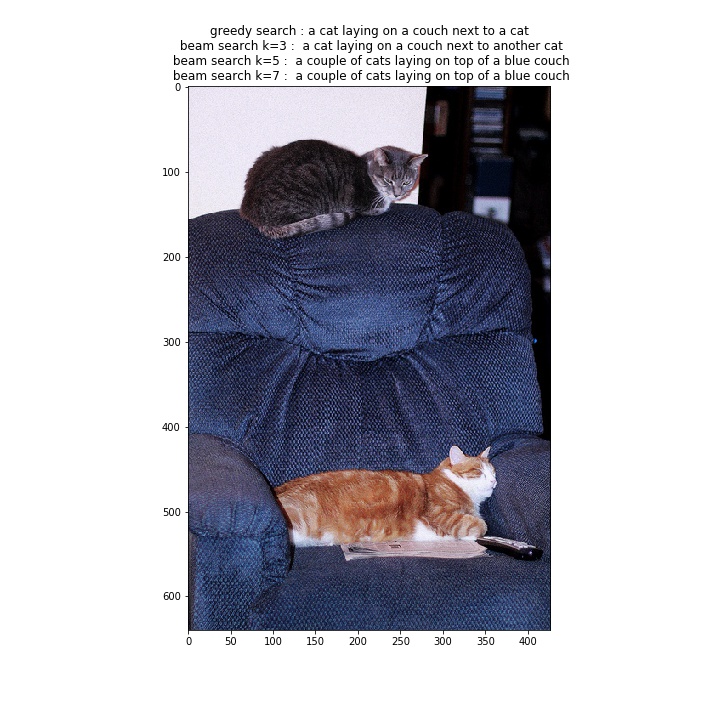 greedy search : a cat laying on a couch next to a cat
beam search k=3 :  a cat laying on a couch next to another cat
beam search k=5 :  a couple of cats laying on top of a blue couch
beam search k=7 :  a couple of cats laying on top of a blue couch
0
100
200
300
400
500
600
0 50 100 150 200 250 300 350 400